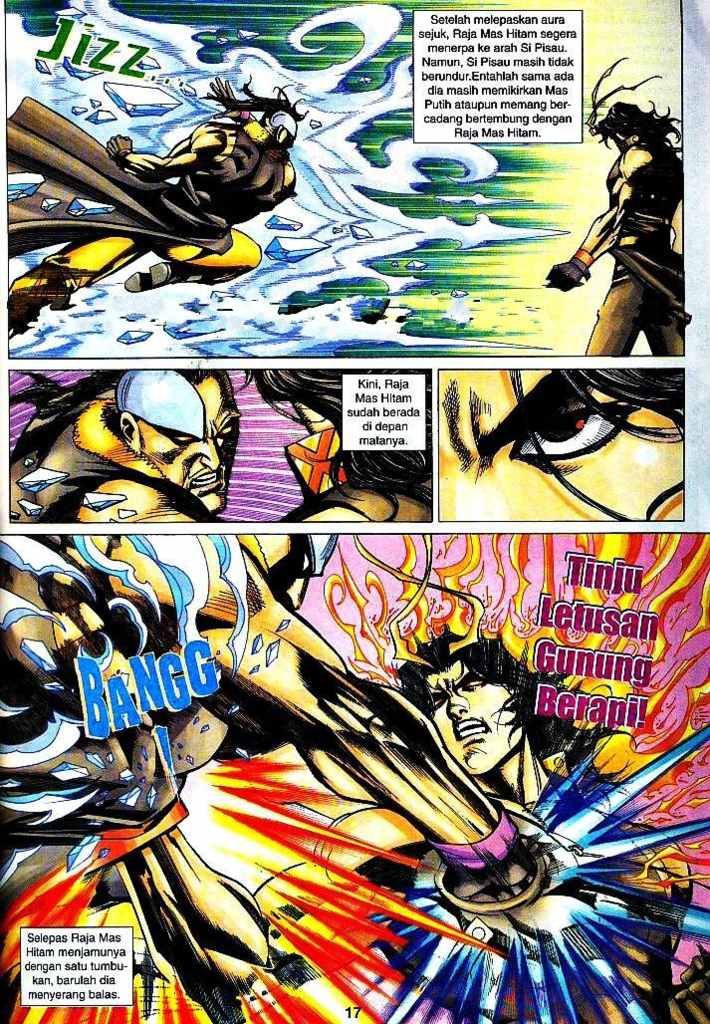 Jizz...
Setelah melepaskan aura
sejuk, Raja Mas Hitam segera
menerpa ke arah Si Pisau.
Namun, Si Pisau masih tidak
berundur.Entahlah sama ada
dia masih memikirkan Mas
Putih ataupun memang ber-
cadang bertembung dengan
Raja Mas Hitam.
Kini, Raja
Mas Hitam
sudah berada
di depan
matanya.
Tinju
Letusan
Gunung
Berapi!
BANGG
!
Selepas Raja Mas
Hitam menjamunya
dengan satu tumbu-
kan, barulah dia
menyerang balas.
17